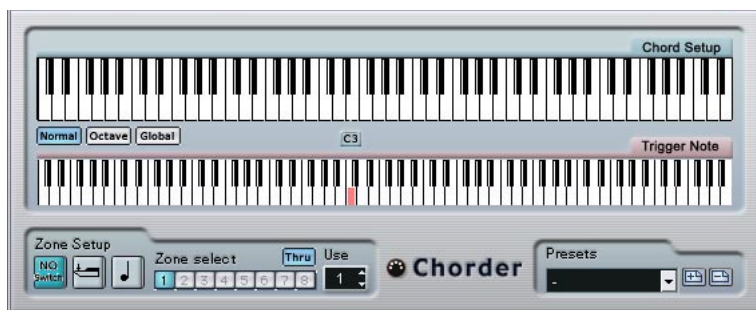 Chord Setup
Normal Octave Global
C3
Trigger Note
Zone Setup
NO Switch
Zone select
Thru
Use
1 2 3 4 5 6 7 8
1
Chorder
Presets
-